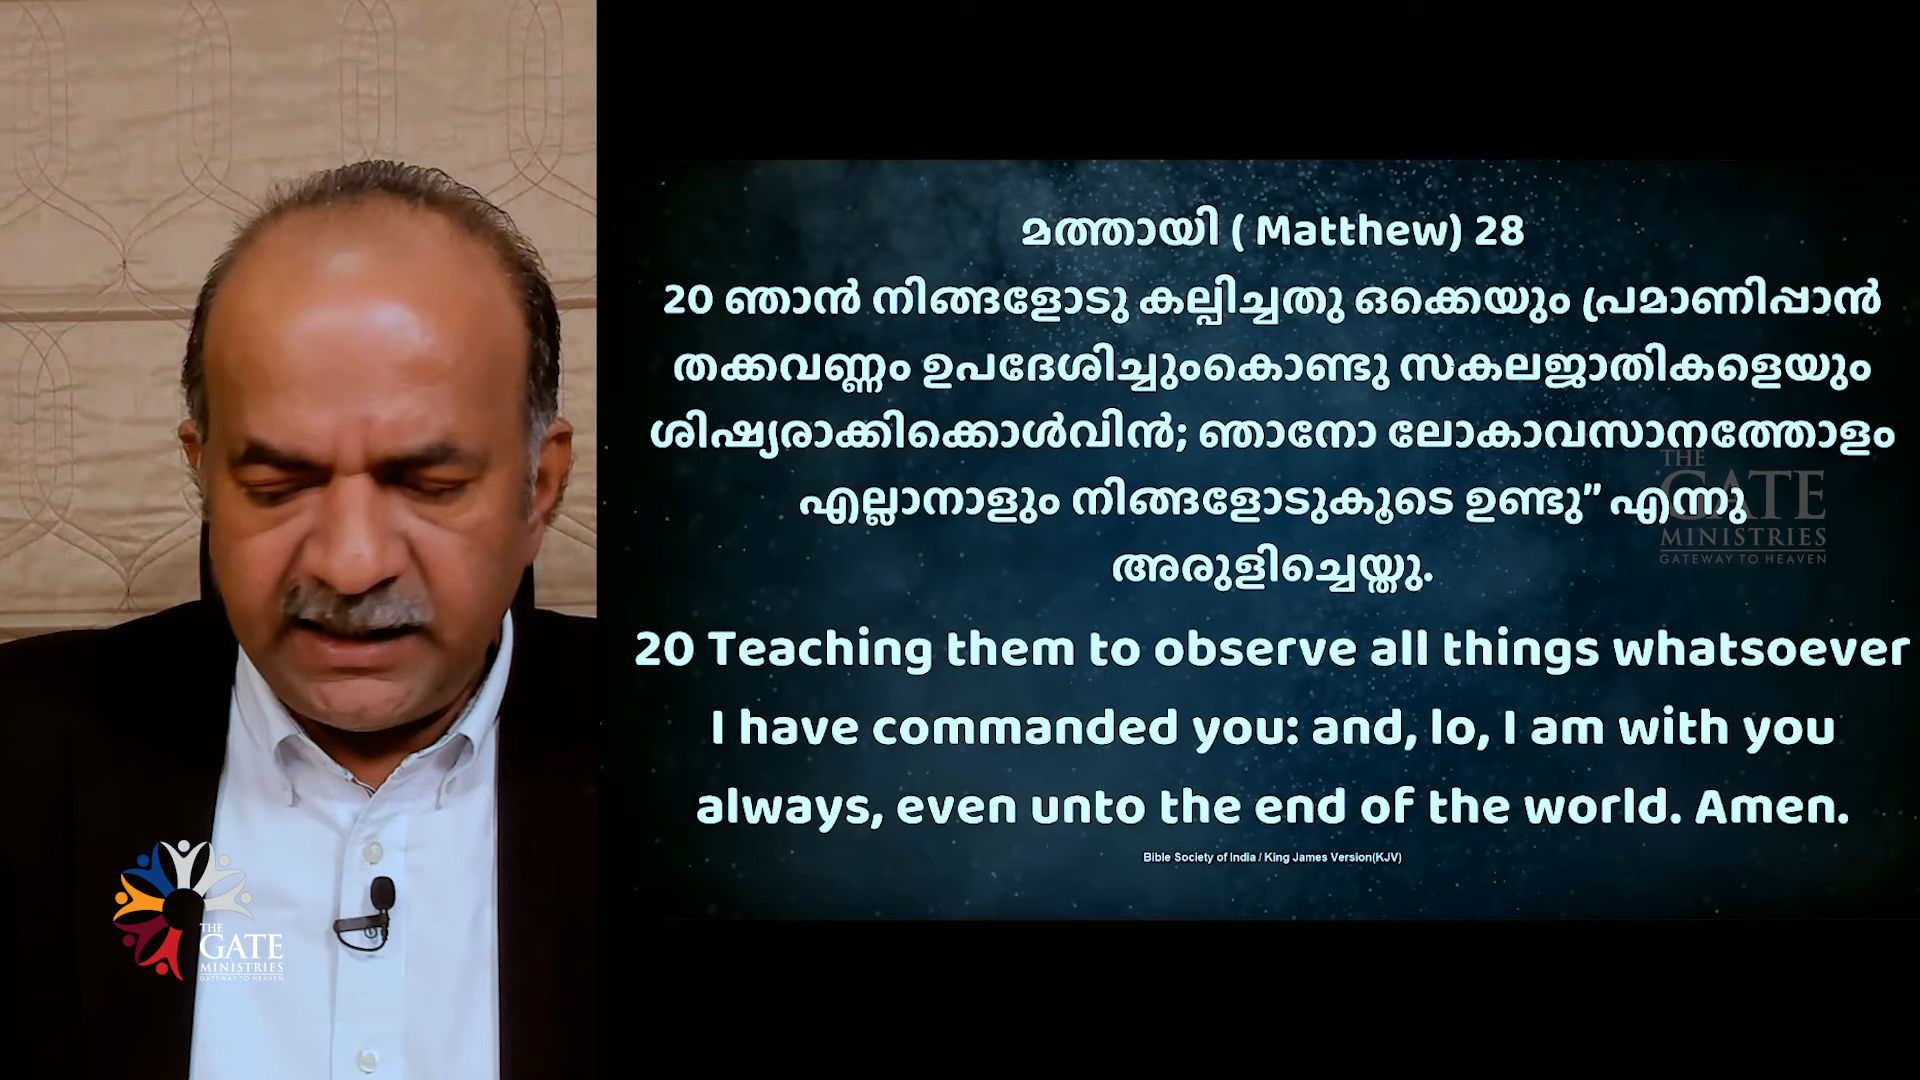 മത്തായി ( Matthew) 28
20 ഞാൻ നിങ്ങളോടു കല്പിച്ചതു ഒക്കെയും പ്രമാണിപ്പാൻ
തക്കവണ്ണം ഉപദേശിച്ചുംകൊണ്ടു സകലജാതികളെയും
ശിഷ്യരാക്കിക്കൊൾവിൻ; ഞാനോ ലോകാവസാനത്തോളം
എല്ലാനാളും നിങ്ങളോടുകൂടെ ഉണ്ടു” എന്നു
അരുളിച്ചെയ്തു.
20 Teaching them to observe all things whatsoever
I have commanded you: and, lo, I am with you
always, even unto the end of the world. Amen.
Bible Society of India / King James Version(KJV)
THE
GATE
MINISTRIES
GATEWAY TO HEAVEN
THE
GATE
MINISTRIES
GATEWAY TO HEAVEN